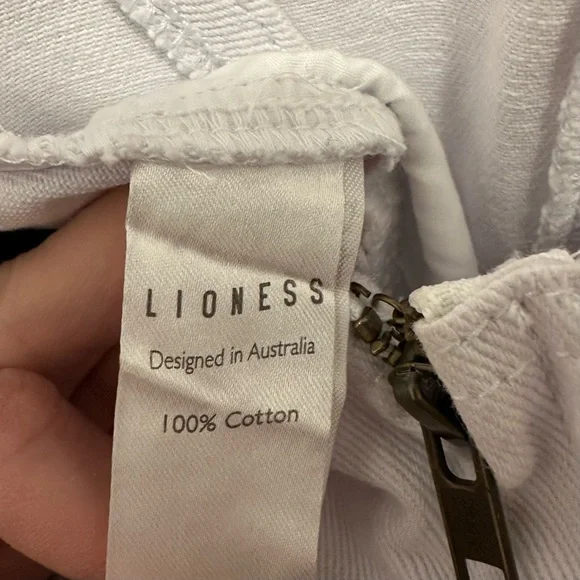 LIONESS
Designed in Australia
100% Cotton